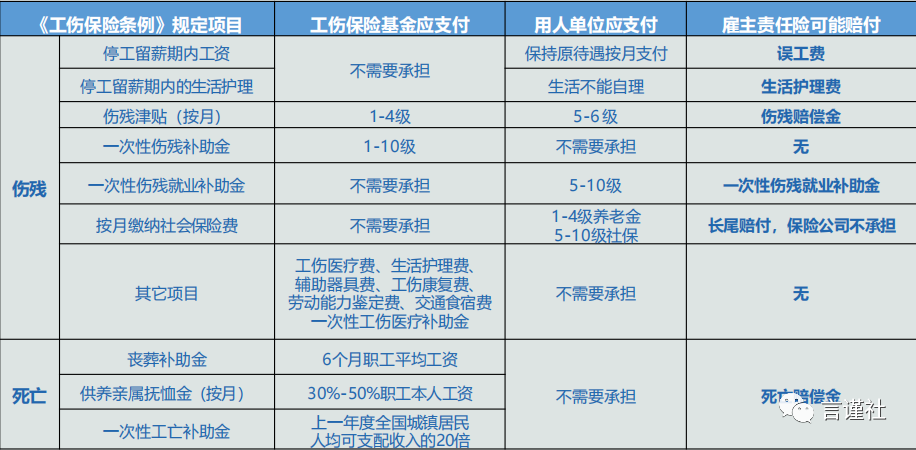 《工伤保险条例》规定项目 工伤保险基金应支付 用人单位应支付 雇主责任险可能赔付
伤残
停工留薪期内工资 不需要承担 保持原待遇按月支付 误工费
停工留薪期内的生活护理 生活不能自理 生活护理费
伤残津贴（按月） 1-4级 5-6级 伤残赔偿金
一次性伤残补助金 1-10级 不需要承担 无
一次性伤残就业补助金 不需要承担 5-10级 一次性伤残就业补助金
按月缴纳社会保险费 不需要承担 1-4级养老金
5-10级社保
长尾赔付，保险公司不承担
其它项目
工伤医疗费、生活护理费、
辅助器具费、工伤康复费、
劳动能力鉴定费、交通食宿费
一次性工伤医疗补助金
不需要承担 无
死亡
丧葬补助金 6个月职工平均工资
供养亲属抚恤金（按月） 30%-50%职工本人工资 不需要承担 死亡赔偿金
一次性工亡补助金
上一年度全国城镇居民
人均可支配收入的20倍
言谨社